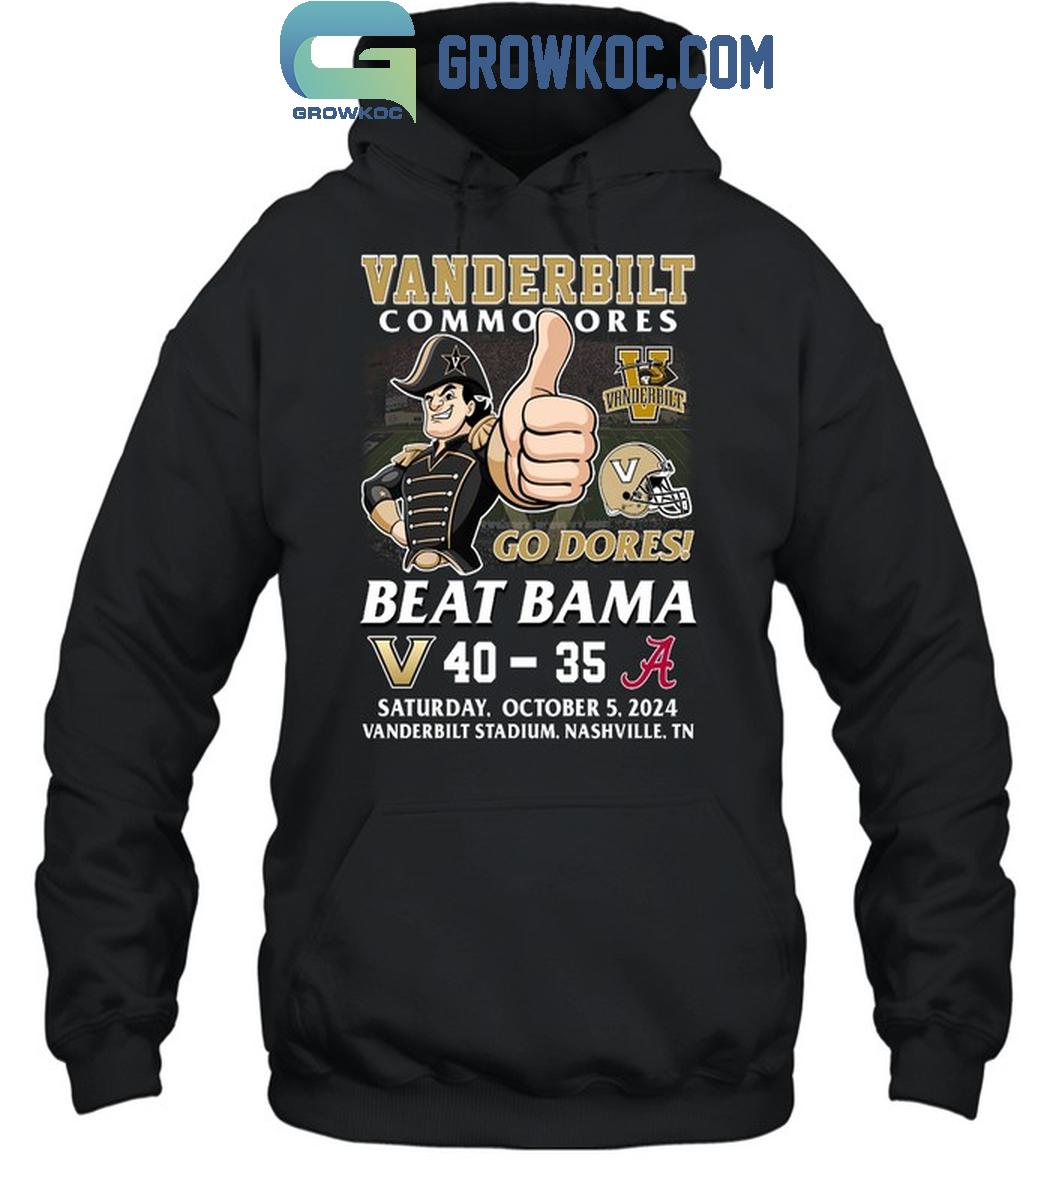 GROWKOC.COM
GROWKOC
VANDERBILT
COMMODORES
V
VANDERBILT
V
GO DORES!
BEAT BAMA
V 40 - 35 A
SATURDAY, OCTOBER 5, 2024
VANDERBILT STADIUM, NASHVILLE, TN